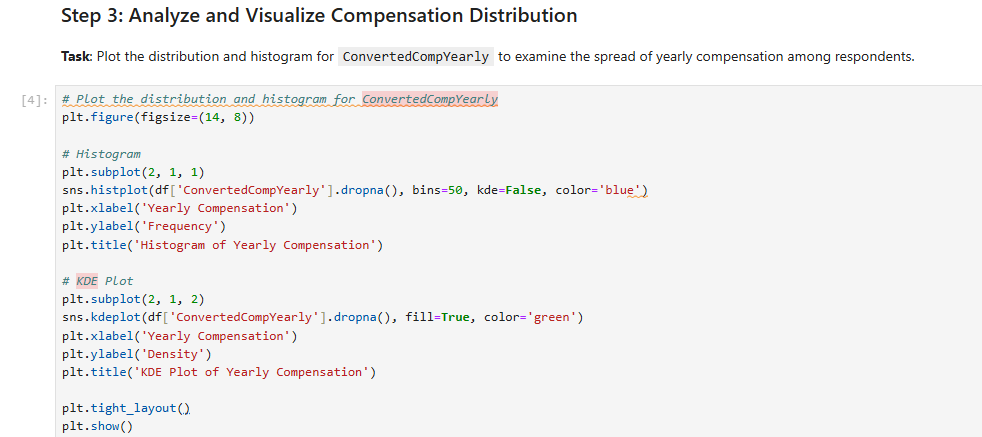 Step 3: Analyze and Visualize Compensation Distribution
Task: Plot the distribution and histogram for ConvertedCompYearly to examine the spread of yearly compensation among respondents.
[4]: # Plot the distribution and histogram for ConvertedCompYearly
plt.figure(figsize=(14, 8))
# Histogram
plt.subplot(2, 1, 1)
sns.histplot(df['ConvertedCompYearly'].dropna(), bins=50, kde=False, color='blue')
plt.xlabel('Yearly Compensation')
plt.ylabel('Frequency')
plt.title('Histogram of Yearly Compensation')
# KDE Plot
plt.subplot(2, 1, 2)
sns.kdeplot(df['ConvertedCompYearly'].dropna(), fill=True, color='green')
plt.xlabel('Yearly Compensation')
plt.ylabel('Density')
plt.title('KDE Plot of Yearly Compensation')
plt.tight_layout()
plt.show()